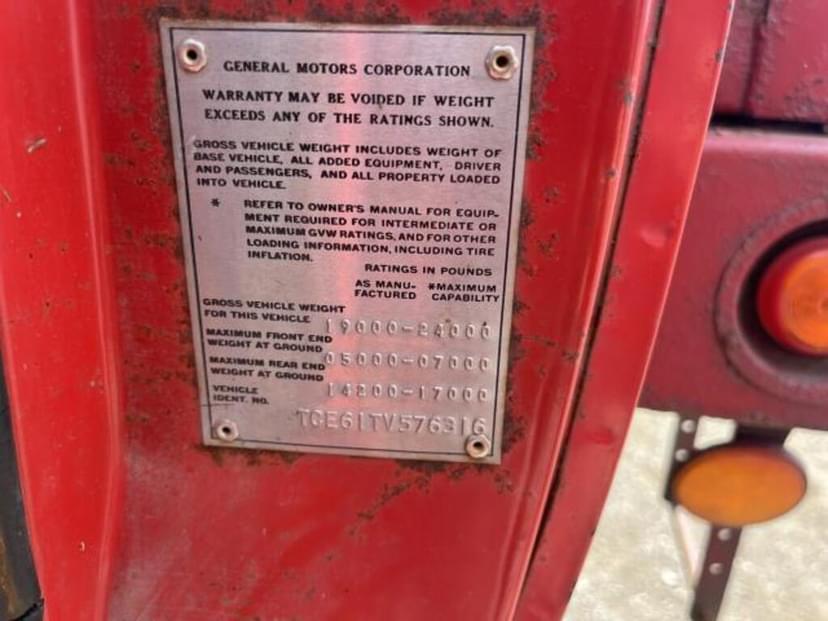 GENERAL MOTORS CORPORATION
WARRANTY MAY BE VOIDED IF WEIGHT
EXCEEDS ANY OF THE RATINGS SHOWN.
GROSS VEHICLE WEIGHT INCLUDES WEIGHT OF
BASE VEHICLE, ALL ADDED EQUIPMENT, DRIVER
AND PASSENGERS, AND ALL PROPERTY LOADED
INTO VEHICLE.
* REFER TO OWNER'S MANUAL FOR EQUIP-
MENT REQUIRED FOR INTERMEDIATE OR
MAXIMUM GVW RATINGS, AND FOR OTHER
LOADING INFORMATION, INCLUDING TIRE
INFLATION.
RATINGS IN POUNDS
AS MANU- *MAXIMUM
FACTURED CAPABILITY
GROSS VEHICLE WEIGHT
FOR THIS VEHICLE 19000-24000
MAXIMUM FRONT END
WEIGHT AT GROUND 05000-07000
MAXIMUM REAR END
WEIGHT AT GROUND 14200-17000
VEHICLE
IDENT. NO. TCE61TV576316